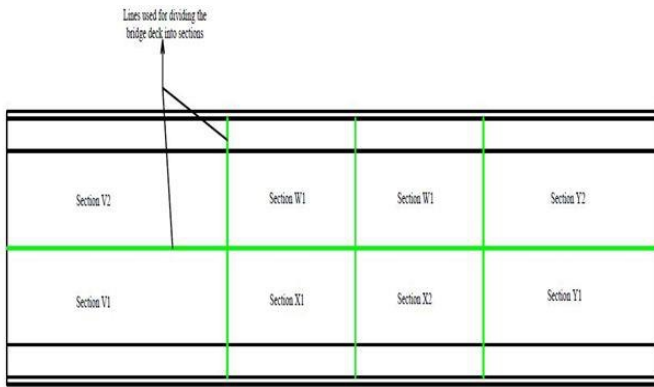 Lines used for dividing the
bridge deck into sections
Section V2
Section W1
Section W1
Section Y2
Section V1
Section X1
Section X2
Section Y1